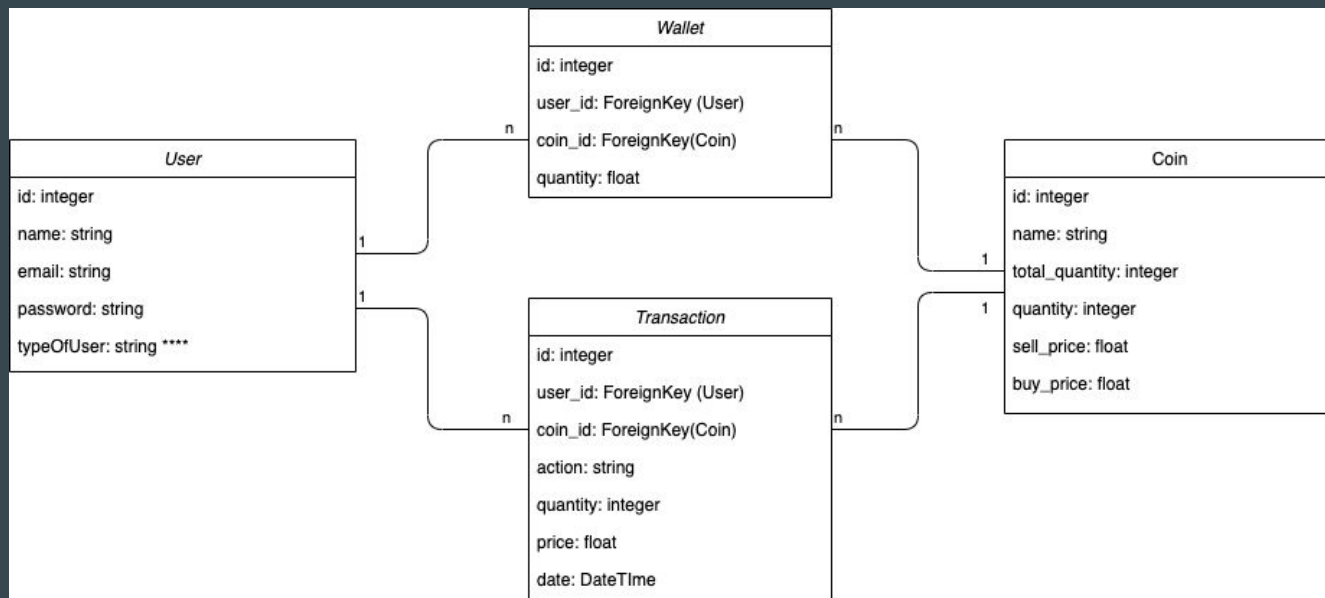 Wallet
id: integer
user_id: ForeignKey (User)
coin_id: ForeignKey(Coin)
quantity: float
n
n
User
id: integer
name: string
email: string
password: string
typeOfUser: string ****
1
1
Coin
id: integer
name: string
total_quantity: integer
quantity: integer
sell_price: float
buy_price: float
1
1
Transaction
id: integer
user_id: ForeignKey (User)
coin_id: ForeignKey(Coin)
action: string
quantity: integer
price: float
date: DateTIme
n
n